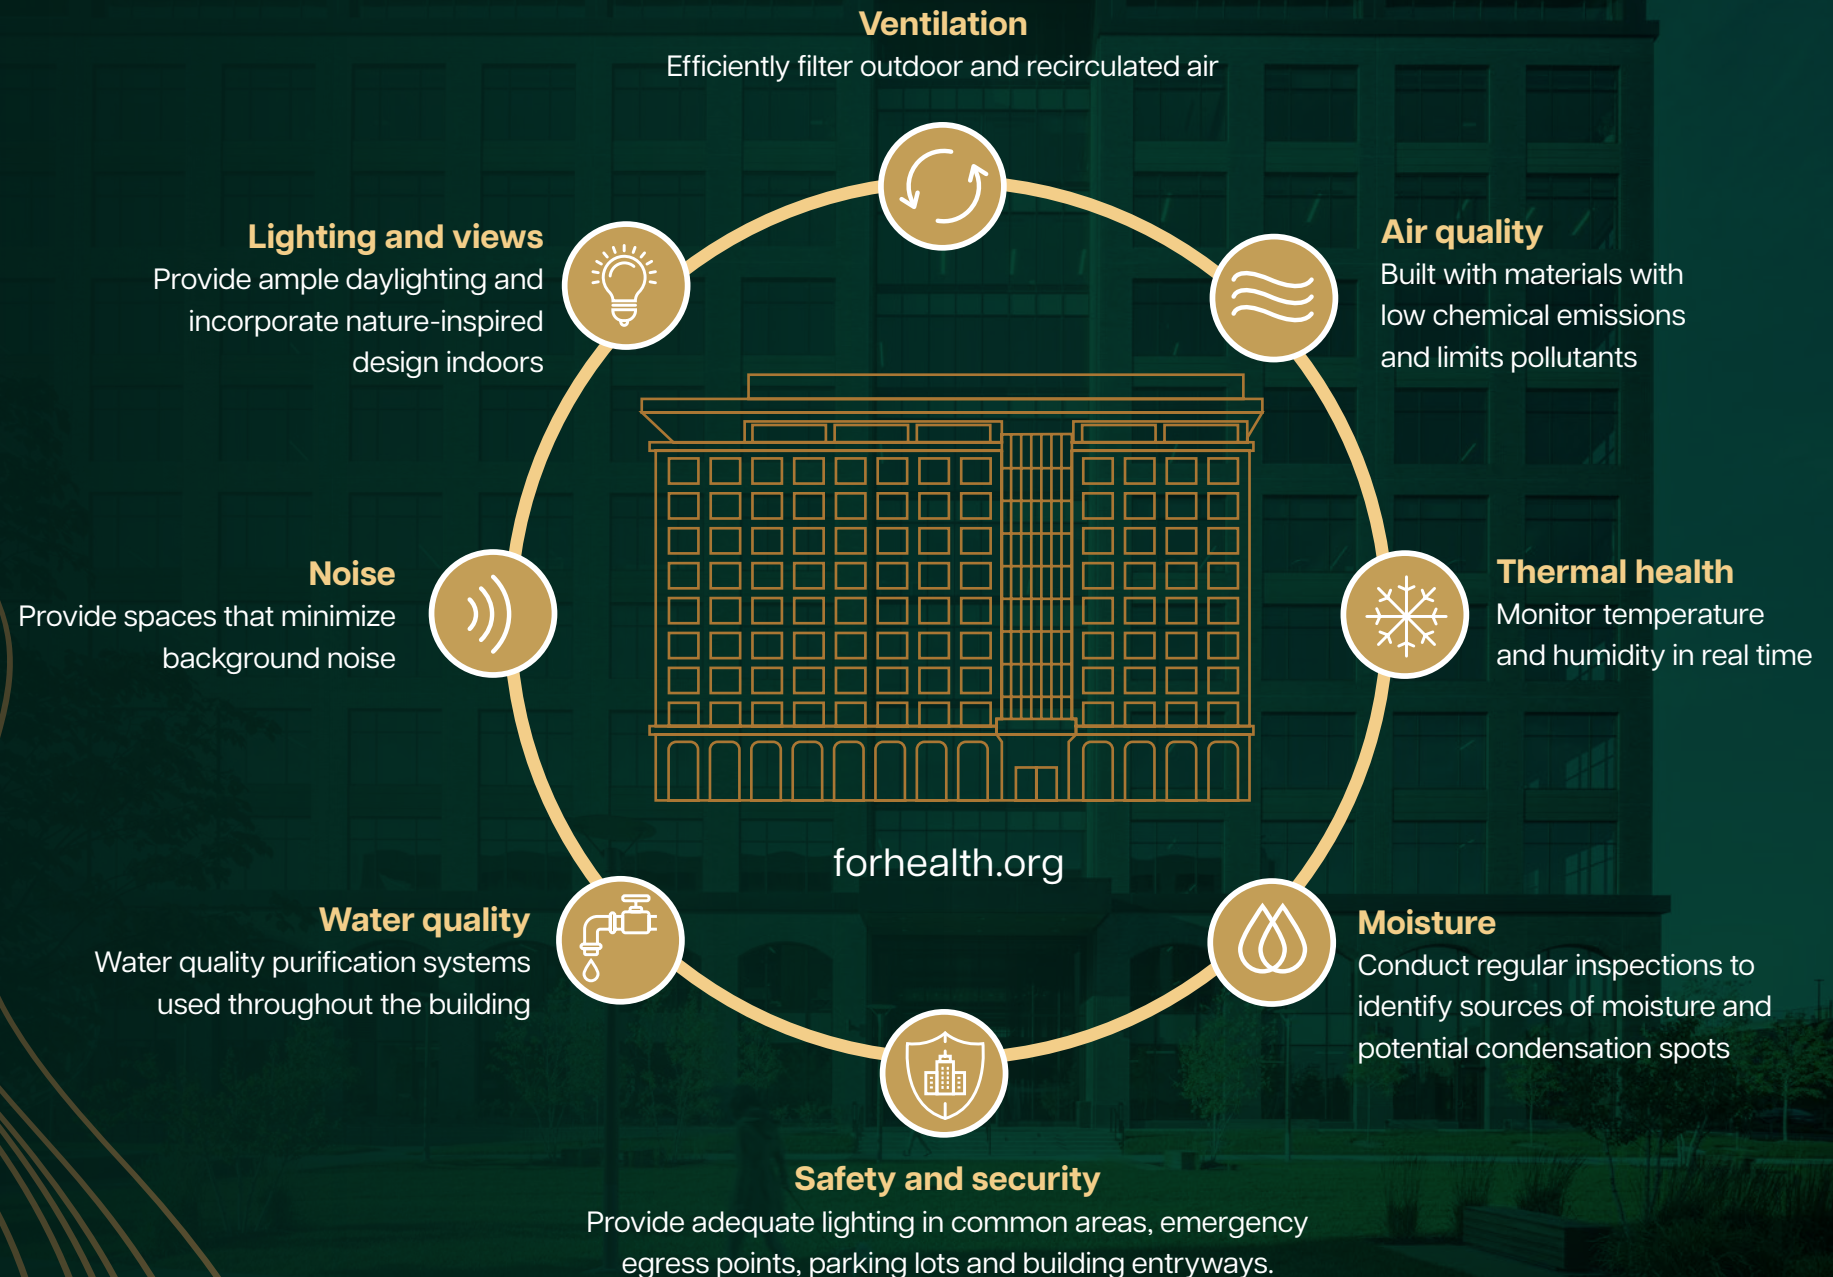 Ventilation
Efficiently filter outdoor and recirculated air
Air quality
Built with materials with
low chemical emissions
and limits pollutants
Thermal health
Monitor temperature
and humidity in real time
Moisture
Conduct regular inspections to
identify sources of moisture and
potential condensation spots
Safety and security
Provide adequate lighting in common areas, emergency
egress points, parking lots and building entryways.
Water quality
Water quality purification systems
used throughout the building
Noise
Provide spaces that minimize
background noise
Lighting and views
Provide ample daylighting and
incorporate nature-inspired
design indoors
forhealth.org